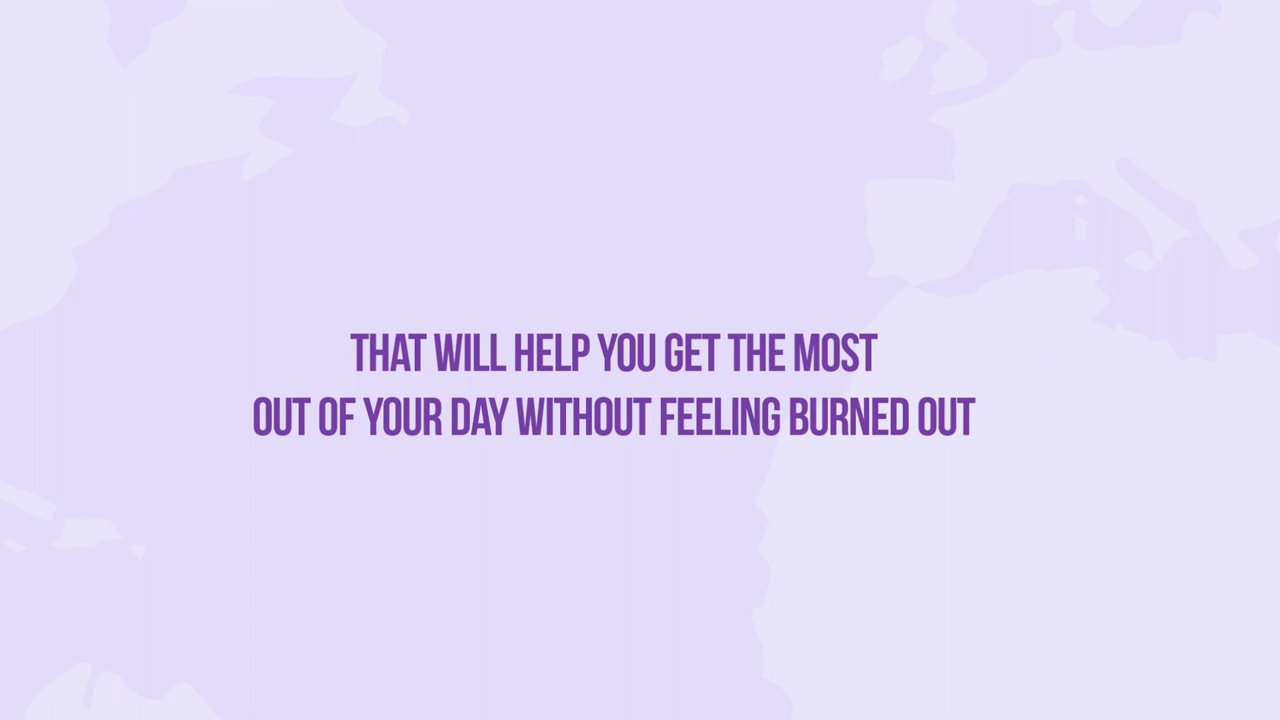 THAT WILL HELP YOU GET THE MOST
OUT OF YOUR DAY WITHOUT FEELING BURNED OUT